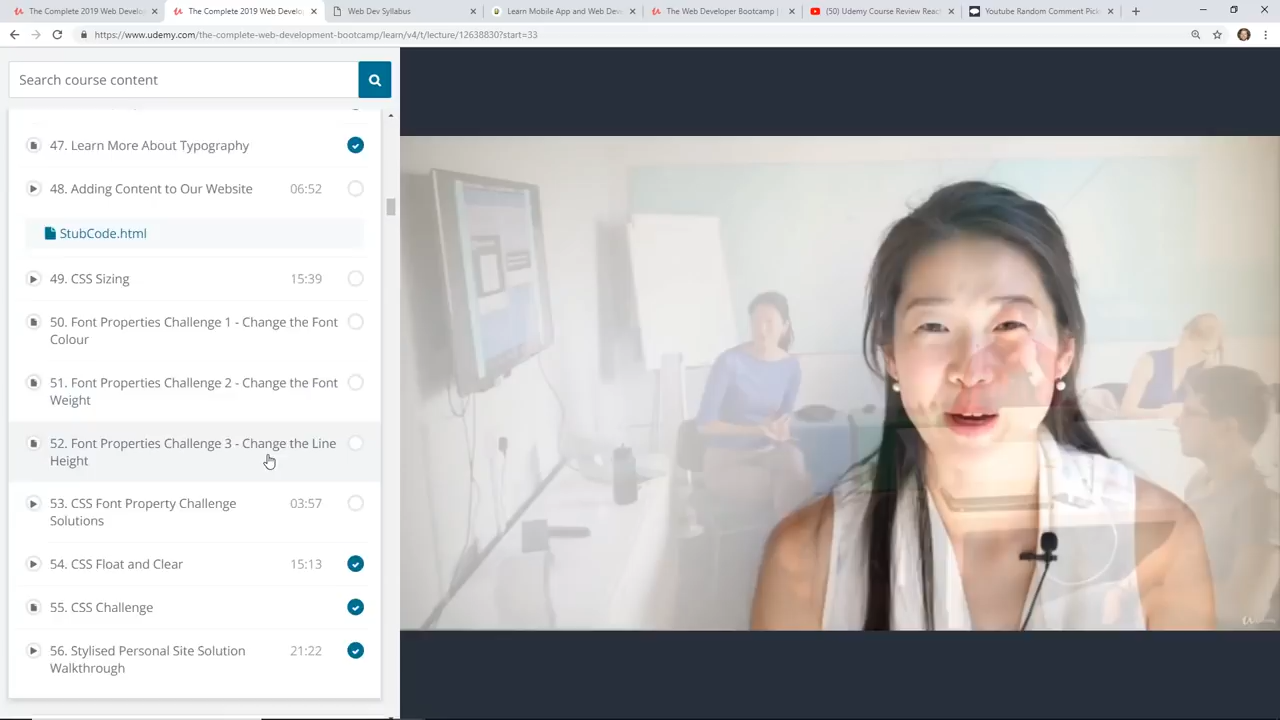 The Complete 2019 Web Develo
The Complete 2019 Web Develo
Web Dev Syllabus
Learn Mobile App and Web Dev
The Web Developer Bootcamp |
(50) Udemy Course Review Reac
Youtube Random Comment Pick
https://www.udemy.com/the-complete-web-development-bootcamp/learn/v4/t/lecture/12638830?start=33
Search course content
47. Learn More About Typography
48. Adding Content to Our Website 06:52
StubCode.html
49. CSS Sizing 15:39
50. Font Properties Challenge 1 - Change the Font
Colour
51. Font Properties Challenge 2 - Change the Font
Weight
52. Font Properties Challenge 3 - Change the Line
Height
53. CSS Font Property Challenge 03:57
Solutions
54. CSS Float and Clear 15:13
55. CSS Challenge
56. Stylised Personal Site Solution 21:22
Walkthrough